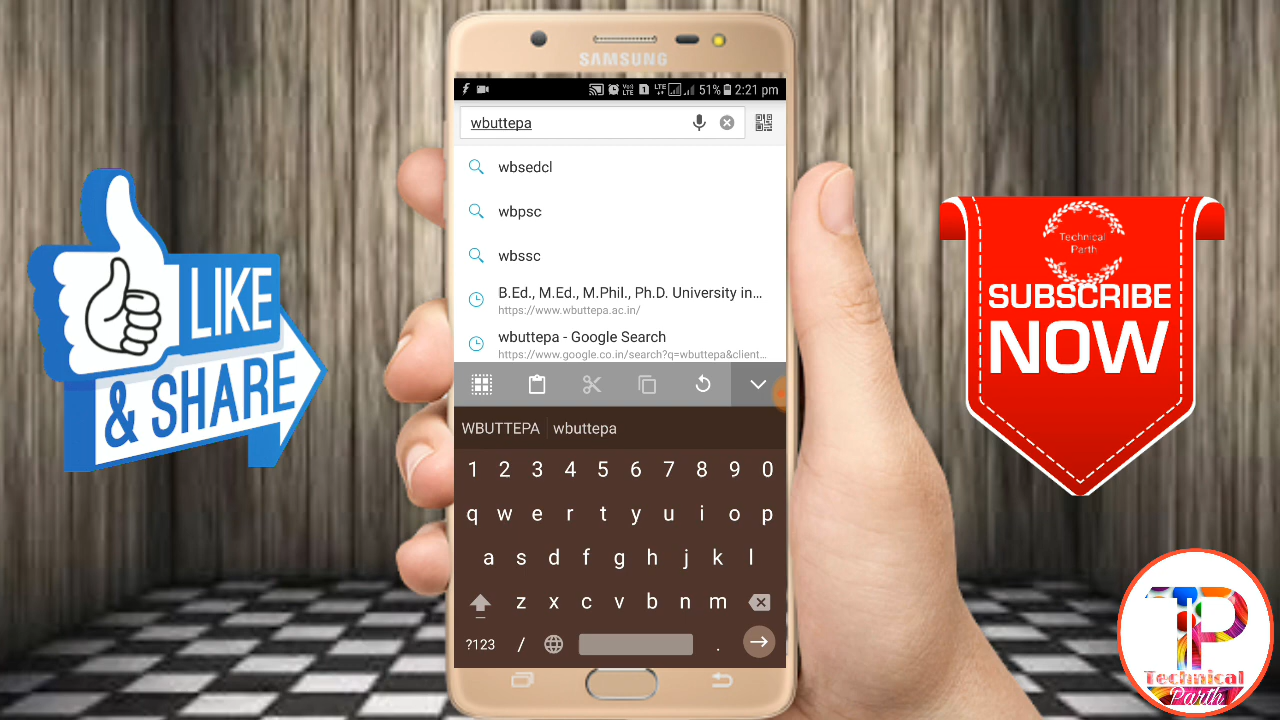 SAMSUNG
51% 2:21 pm
wbuttepa
wbsedcl
wbpsc
wbssc
B.Ed., M.Ed., M.Phil., Ph.D. University in...
https://www.wbuttepa.ac.in/
wbuttepa - Google Search
https://www.google.co.in/search?q=wbuttepa&client...
WBUTTEPA wbuttepa
1 2 3 4 5 6 7 8 9 0
q w e r t y u i o p
a s d f g h j k l
z x c v b n m
?123 / .
LIKE
& SHARE
Technical
Parth
SUBSCRIBE
NOW
TP
Technical
Parth